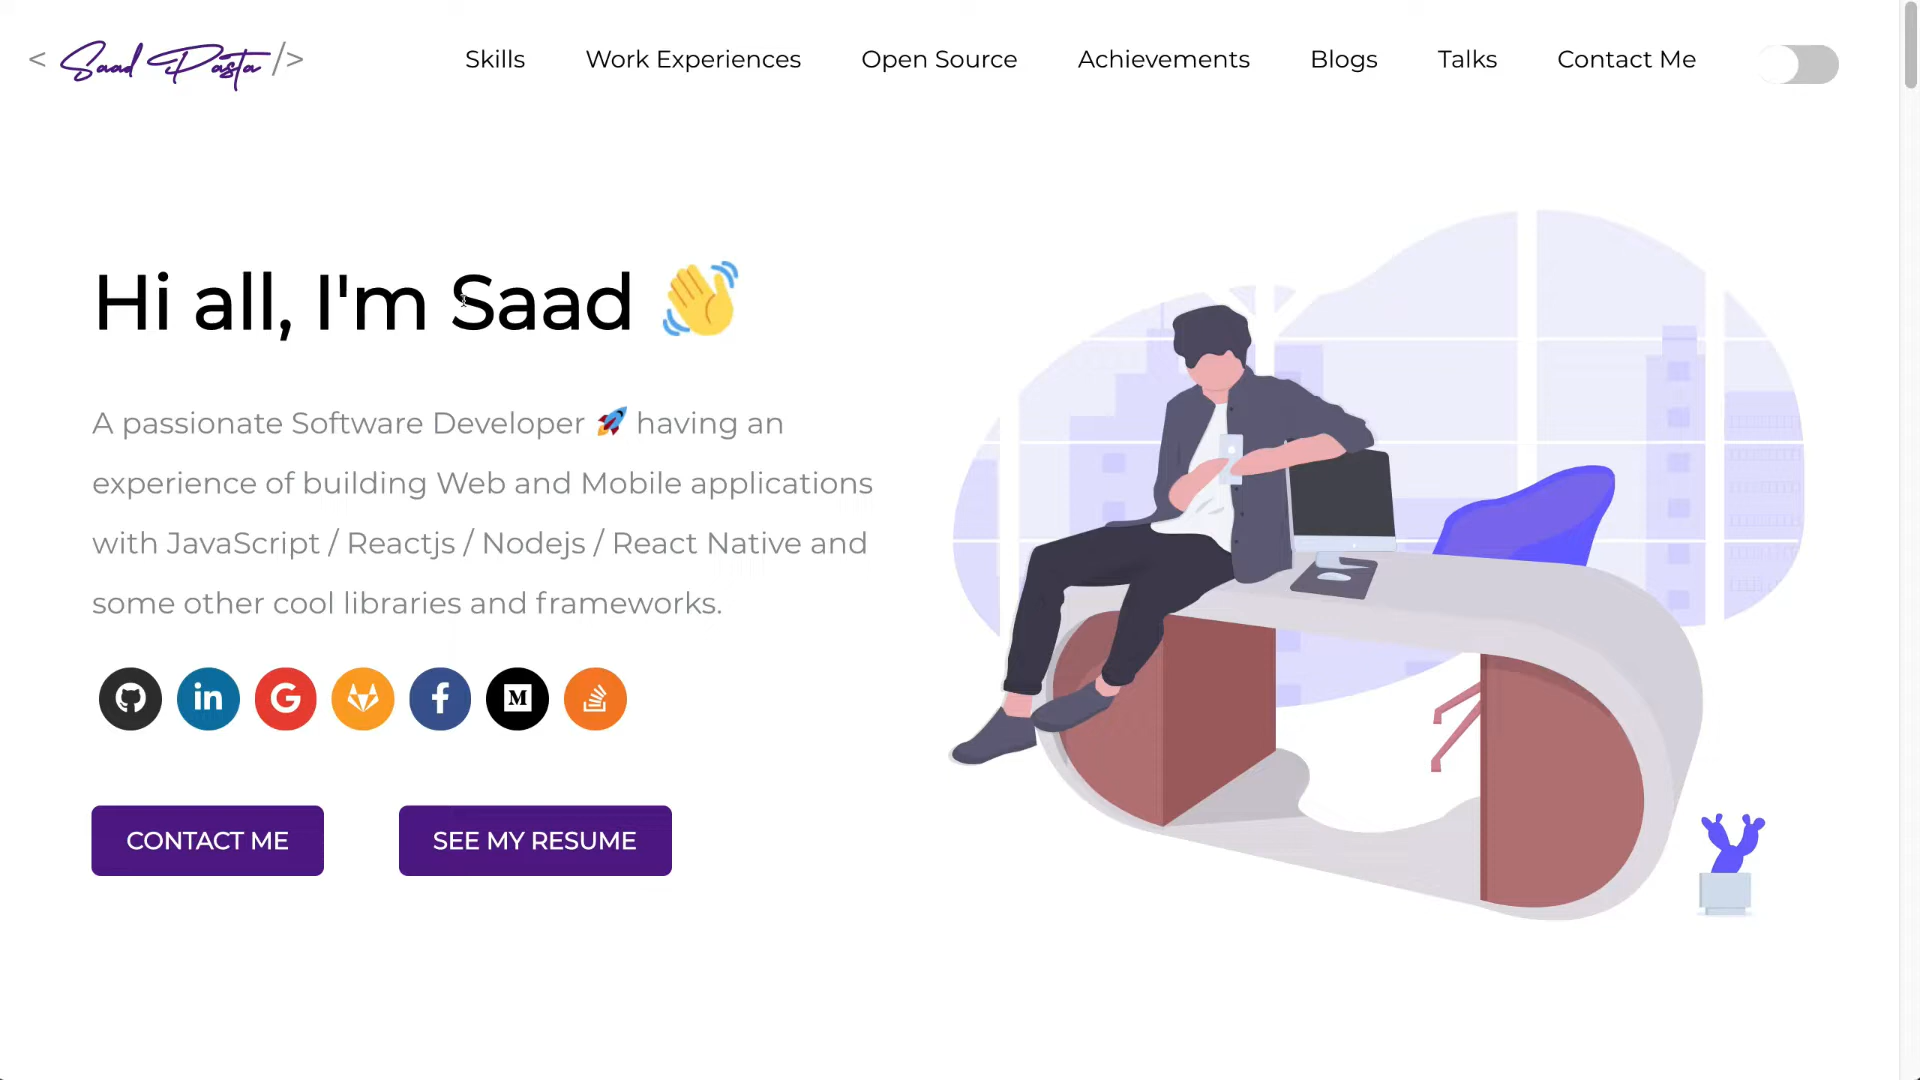 < Saad Pasta />
Skills
Work Experiences
Open Source
Achievements
Blogs
Talks
Contact Me
Hi all, I'm Saad 👋
A passionate Software Developer 🚀 having an
experience of building Web and Mobile applications
with JavaScript / Reactjs / Nodejs / React Native and
some other cool libraries and frameworks.
in
G
f
M
CONTACT ME
SEE MY RESUME